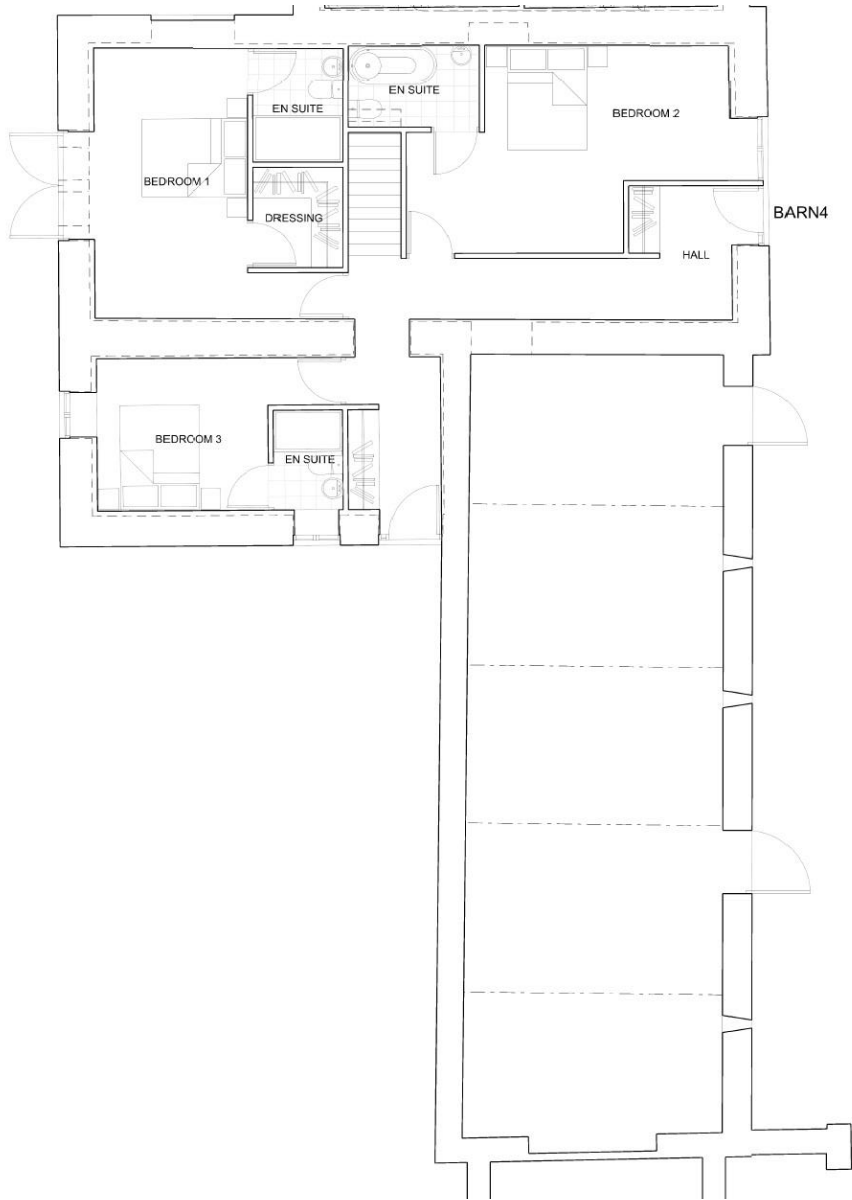 EN SUITE
EN SUITE
BEDROOM 2
BEDROOM 1
DRESSING
BARN4
HALL
BEDROOM 3
EN SUITE